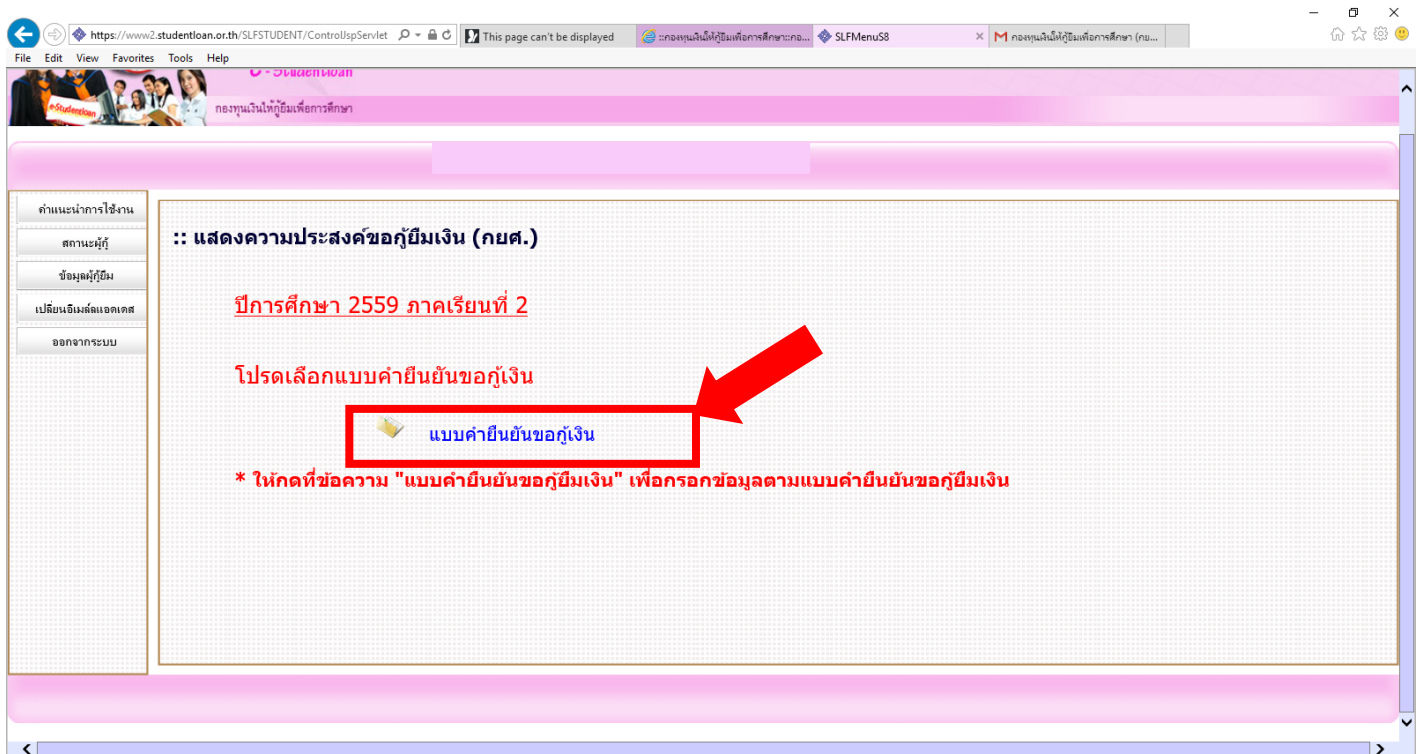 https://www2.studentloan.or.th/SLFSTUDENT/ControlJspServlet
This page can't be displayed
:::กองทุนเงินให้กู้ยืมเพื่อการศึกษา:::กอ...
SLFMenuS8
กองทุนเงินให้กู้ยืมเพื่อการศึกษา (กย...
File Edit View Favorites Tools Help
e-Studentloan
e - Studentloan
กองทุนเงินให้กู้ยืมเพื่อการศึกษา
คำแนะนำการใช้งาน
สถานะผู้กู้
ข้อมูลผู้กู้ยืม
เปลี่ยนอีเมล์แอดเดส
ออกจากระบบ
:: แสดงความประสงค์ขอกู้ยืมเงิน (กยศ.)
ปีการศึกษา 2559 ภาคเรียนที่ 2
โปรดเลือกแบบคำยืนยันขอกู้เงิน
แบบคำยืนยันขอกู้เงิน
* ให้กดที่ข้อความ "แบบคำยืนยันขอกู้ยืมเงิน" เพื่อกรอกข้อมูลตามแบบคำยืนยันขอกู้ยืมเงิน